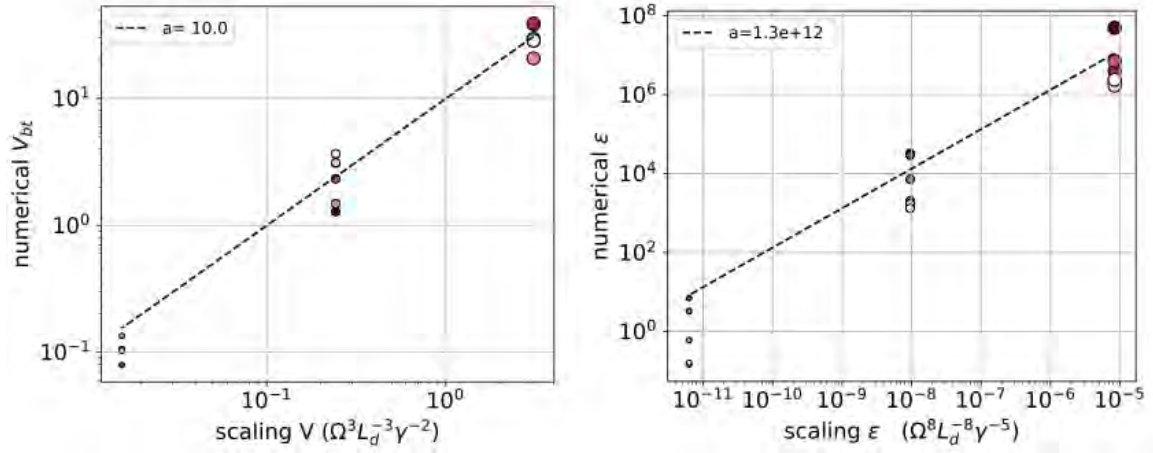 a= 10.0
10¹
10⁰
10⁻¹
numerical V_{bt}
10⁻¹ 10⁰
scaling V (Ω³L_d⁻³γ⁻²)
a=1.3e+12
10⁸
10⁶
10⁴
10²
10⁰
numerical ε
10⁻¹¹ 10⁻¹⁰ 10⁻⁹ 10⁻⁸ 10⁻⁷ 10⁻⁶ 10⁻⁵
scaling ε (Ω⁸L_d⁻⁸γ⁻⁵)